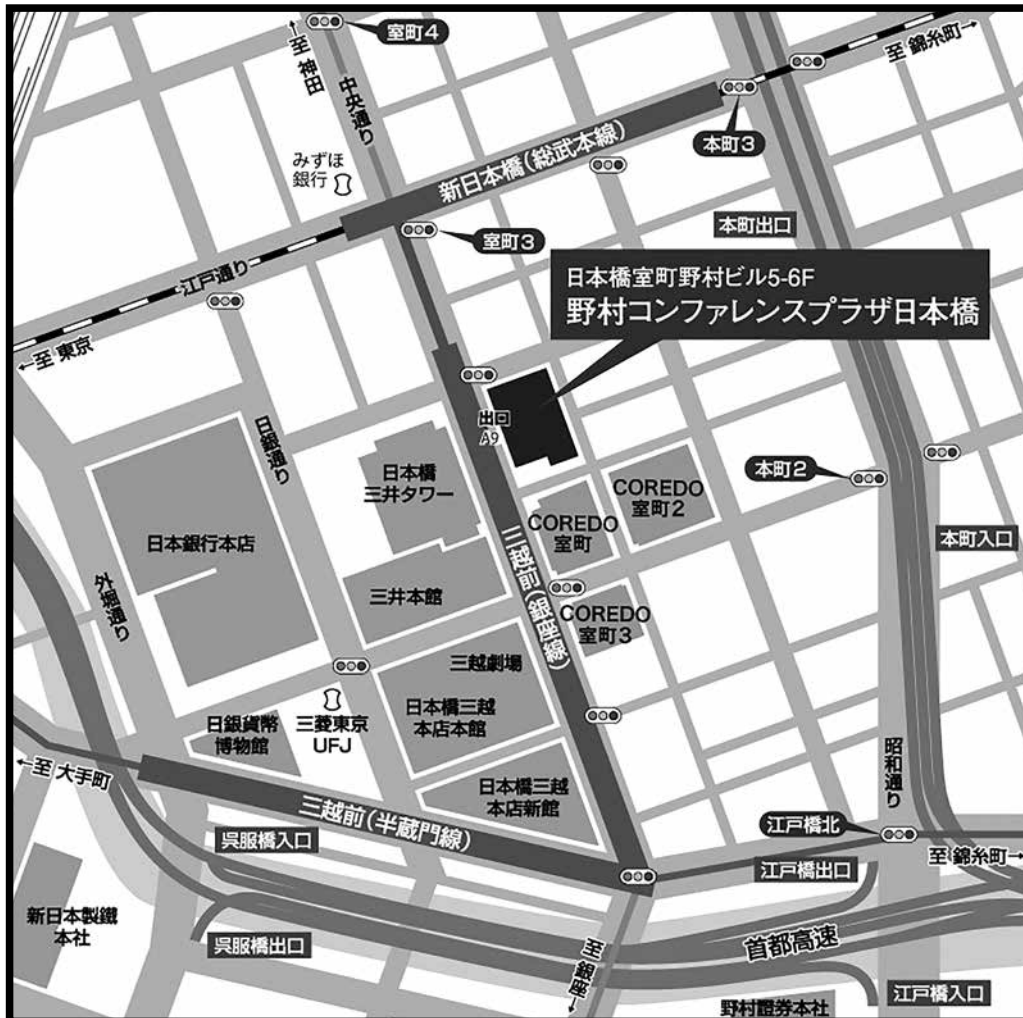 室町4
←至 神田
中央通り
至 錦糸町→
本町3
新日本橋(総武本線)
みずほ
銀行
室町3
本町出口
江戸通り
←至 東京
日本橋室町野村ビル5-6F
野村コンファレンスプラザ日本橋
出口
A9
日銀通り
日本橋
三井タワー
COREDO
室町2
本町2
COREDO
室町
日本銀行本店
三越前(銀座線)
本町入口
外堀通り
三井本館
COREDO
室町3
三越劇場
日本橋三越
本店本館
日銀貨幣
博物館
三菱東京
UFJ
←至 大手町
日本橋三越
本店新館
昭和通り
三越前(半蔵門線)
呉服橋入口
江戸橋北
至 錦糸町→
江戸橋出口
新日本製鐵
本社
呉服橋出口
首都高速
至 銀座→
江戸橋入口
野村證券本社